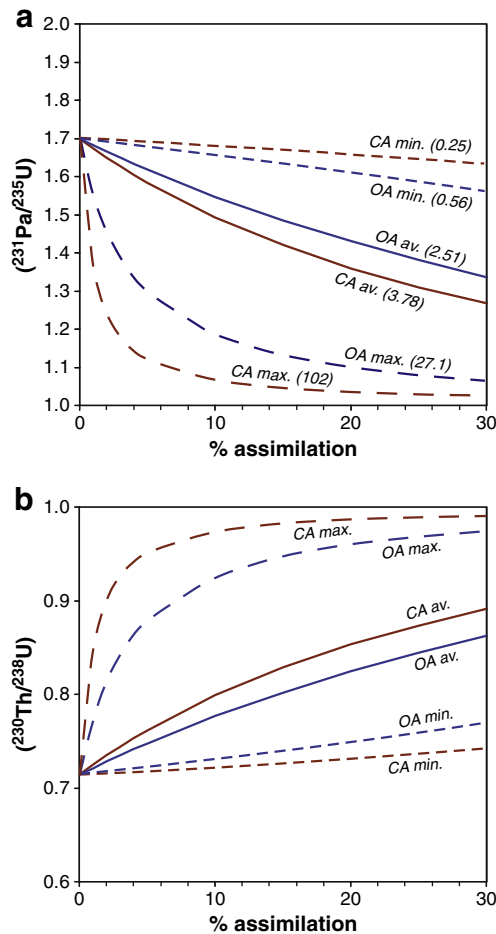 a
2.0
1.9
1.8
1.7
1.6
1.5
1.4
1.3
1.2
1.1
1.0
(²³¹Pa/²³⁵U)
CA min. (0.25)
OA min. (0.56)
OA av. (2.51)
CA av. (3.78)
OA max. (27.1)
CA max. (102)
0 10 20 30
% assimilation
b
1.0
0.9
0.8
0.7
0.6
(²³⁰Th/²³⁸U)
CA max.
OA max.
CA av.
OA av.
OA min.
CA min.
0 10 20 30
% assimilation